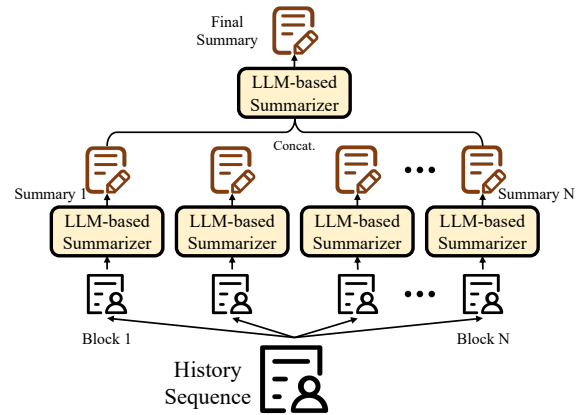 Final
Summary
LLM-based
Summarizer
Concat.
Summary 1
Summary N
LLM-based
Summarizer
LLM-based
Summarizer
LLM-based
Summarizer
LLM-based
Summarizer
Block 1
Block N
History
Sequence